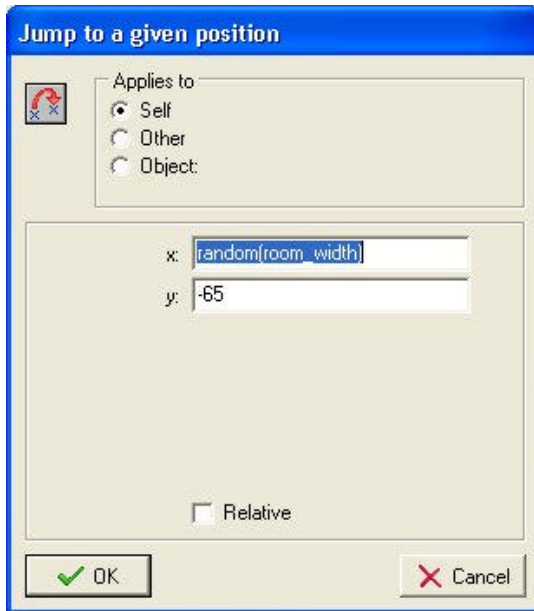 Jump to a given position
Applies to
Self
Other
Object:
x: random(room_width)
y: -65
Relative
OK
Cancel